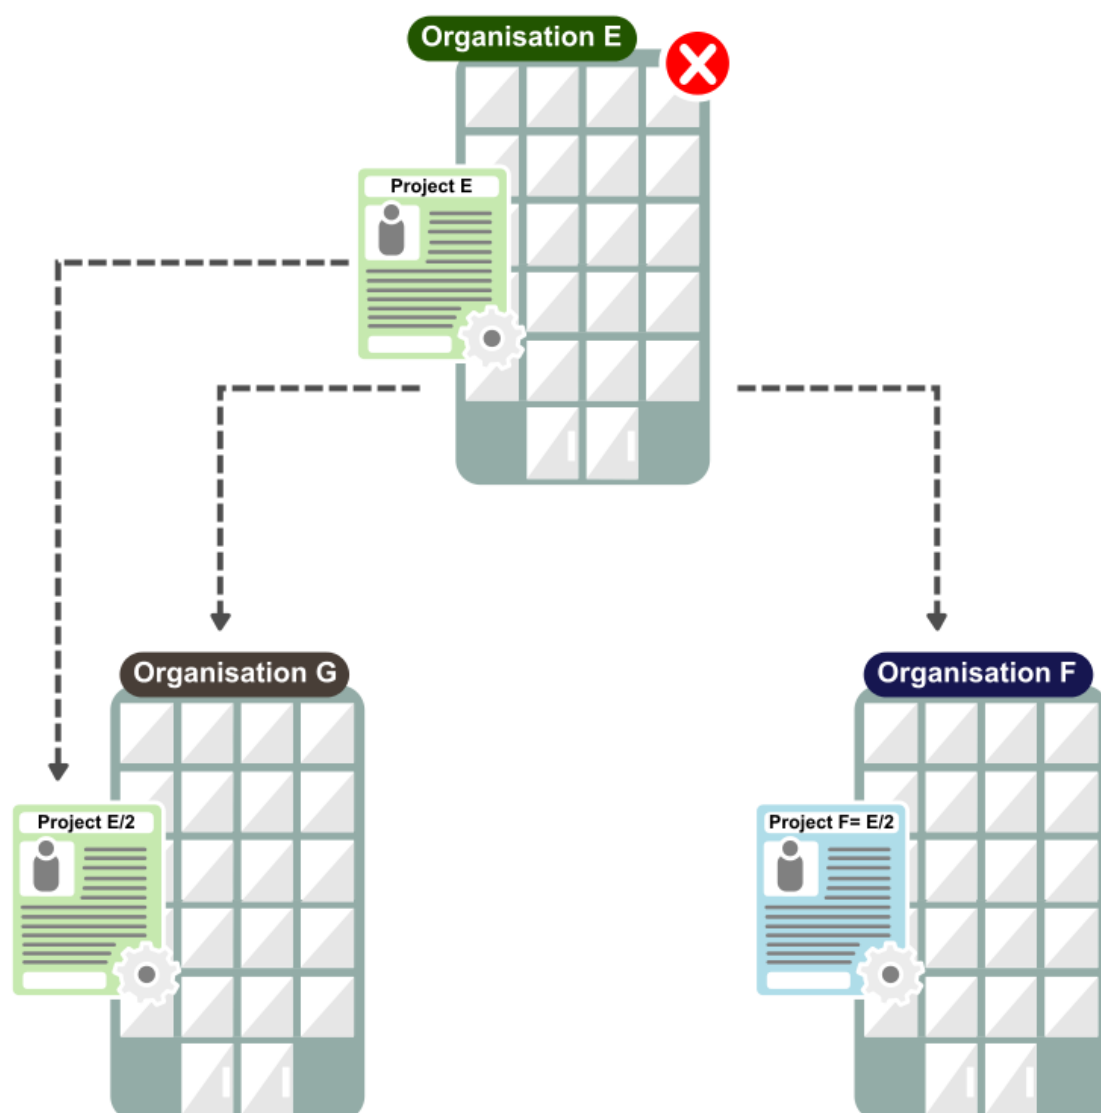 Organisation E
Project E
Organisation G
Organisation F
Project E/2
Project F= E/2